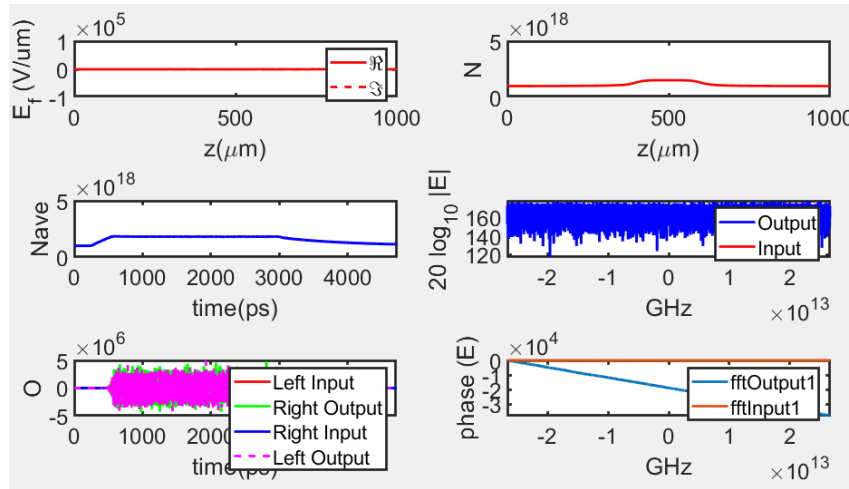 × 10^5
E_f (V/um)
1
0
-1
ℜ
ℑ
0
500
1000
z(μm)
× 10^18
N
5
0
0
500
1000
z(μm)
× 10^18
Nave
5
0
0
1000
2000
3000
4000
time(ps)
20 log_10 |E|
160
140
120
Output
Input
-2
-1
0
1
2
GHz
× 10^13
× 10^6
O
5
0
-5
Left Input
Right Output
Right Input
Left Output
0
1000
2000
time(ps)
× 10^4
phase (E)
0
-1
-2
-3
fftOutput1
fftInput1
-2
-1
0
1
2
GHz
× 10^13